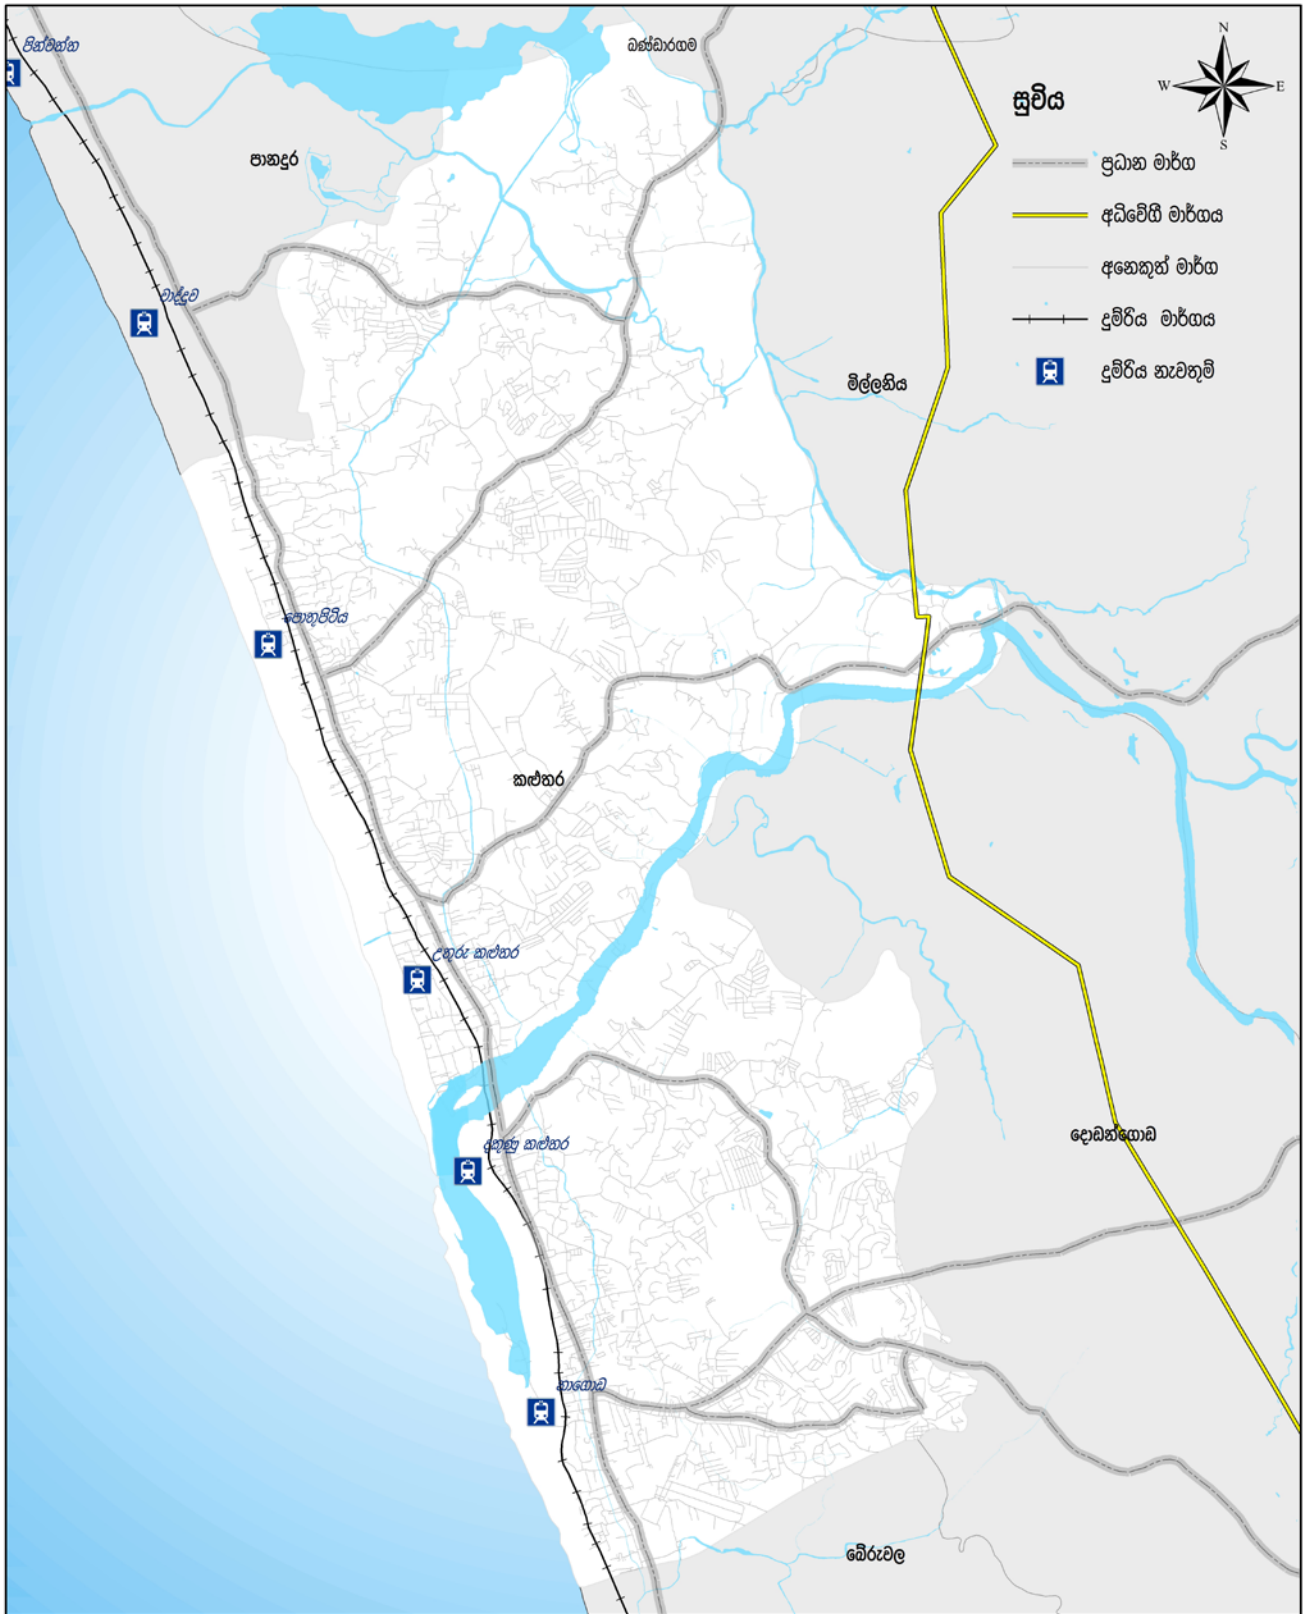 පින්වත්ත
බණ්ඩාරගම
N
W
E
S
සූචිය
පානදුර
ප්‍රධාන මාර්ග
අධිවේගී මාර්ගය
අනෙකුත් මාර්ග
වාද්දුව
දුම්රිය මාර්ගය
දුම්රිය නැවතුම්
මිල්ලනිය
පොතුපිටිය
කළුතර
උතුරු කළුතර
දොඩන්ගොඩ
දකුණු කළුතර
නාගොඩ
බේරුවල